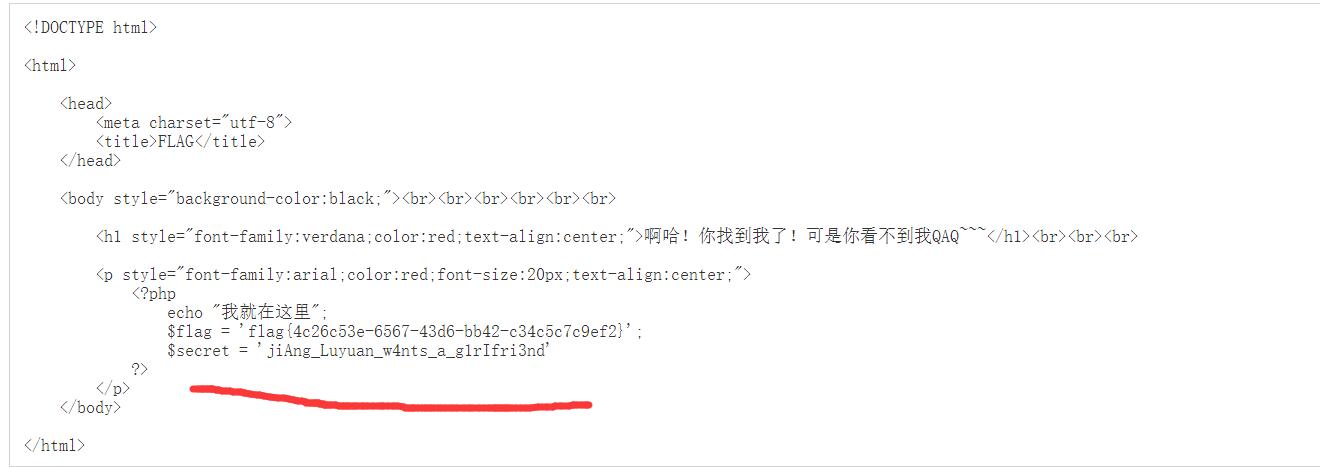 <!DOCTYPE html>
<html>
<head>
<meta charset="utf-8">
<title>FLAG</title>
</head>
<body style="background-color:black;"><br><br><br><br><br><br>
<h1 style="font-family:verdana;color:red;text-align:center;">啊哈！你找到我了！可是你看不到我QAQ~~~</h1><br><br><br>
<p style="font-family:arial;color:red;font-size:20px;text-align:center;">
<?php
echo "我就在这里";
$flag = 'flag{4c26c53e-6567-43d6-bb42-c34c5c7c9ef2}';
$secret = 'jiAng_Luyuan_w4nts_a_g1rIfri3nd'
?>
</p>
</body>
</html>